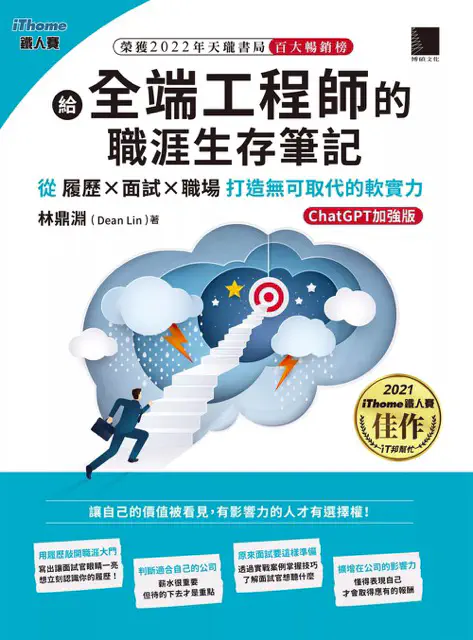 iThome
鐵人賽
榮獲2022年天瓏書局 百大暢銷榜
博碩文化
給 全端工程師的
職涯生存筆記
從 履歷×面試×職場 打造無可取代的軟實力
林鼎淵(Dean Lin)著
ChatGPT加強版
2021
iThome鐵人賽
佳作
iT邦幫忙
讓自己的價值被看見,有影響力的人才有選擇權!
用履歷敲開職涯大門
寫出讓面試官眼睛一亮
想立刻認識你的履歷!
判斷適合自己的公司
薪水很重要
但待的下去才是重點
原來面試要這樣準備
透過實戰案例掌握技巧
了解面試官想聽什麼
擴增在公司的影響力
懂得表現自己
才會取得應有的報酬